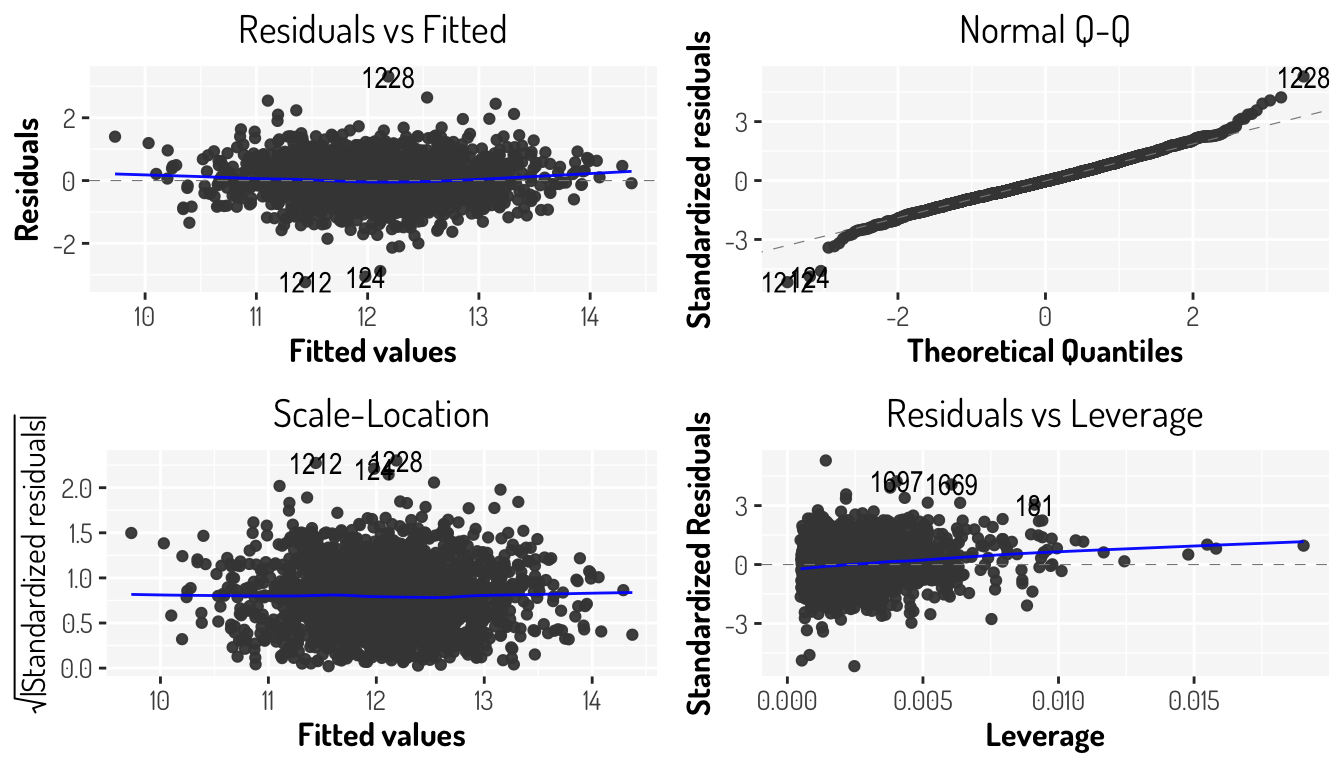 Residuals vs Fitted
Residuals
2
0
-2
1228
1212
124
10 11 12 13 14
Fitted values
Normal Q-Q
Standardized residuals
3
0
-3
1228
1212
124
-2 0 2
Theoretical Quantiles
Scale-Location
√|Standardized residuals|
2.0
1.5
1.0
0.5
0.0
1212
124
1228
10 11 12 13 14
Fitted values
Residuals vs Leverage
Standardized Residuals
3
0
-3
1697
1669
181
0.000 0.005 0.010 0.015
Leverage